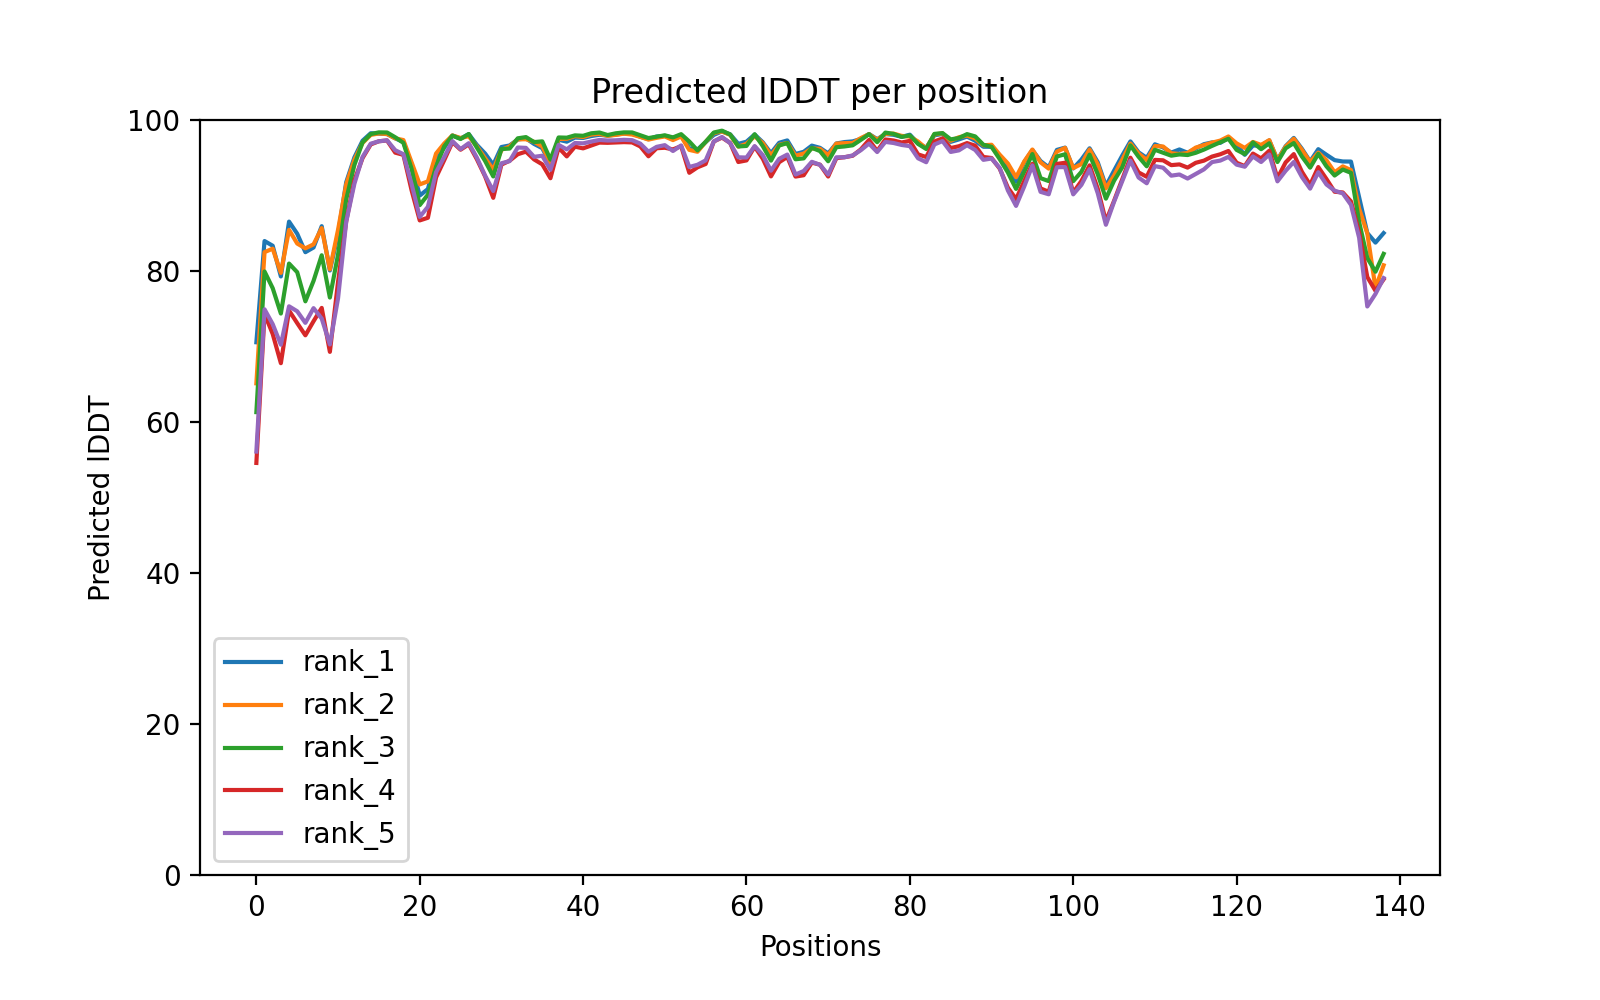 Predicted lDDT per position
100
80
60
40
20
0
Predicted lDDT
rank_1
rank_2
rank_3
rank_4
rank_5
0 20 40 60 80 100 120 140
Positions